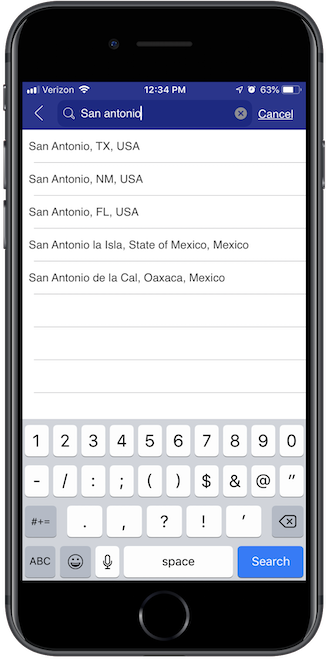 Verizon 12:34 PM 63%
San antonio Cancel
San Antonio, TX, USA
San Antonio, NM, USA
San Antonio, FL, USA
San Antonio la Isla, State of Mexico, Mexico
San Antonio de la Cal, Oaxaca, Mexico
1 2 3 4 5 6 7 8 9 0
- / : ; ( ) $ & @ ”
#+= . , ? ! ’
ABC space Search